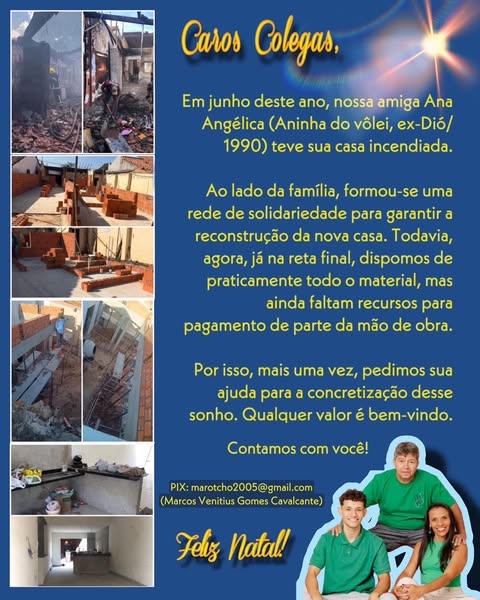 Caros Colegas,
Em junho deste ano, nossa amiga Ana
Angélica (Aninha do vôlei, ex-Dió/
1990) teve sua casa incendiada.
Ao lado da família, formou-se uma
rede de solidariedade para garantir a
reconstrução da nova casa. Todavia,
agora, já na reta final, dispomos de
praticamente todo o material, mas
ainda faltam recursos para
pagamento de parte da mão de obra.
Por isso, mais uma vez, pedimos sua
ajuda para a concretização desse
sonho. Qualquer valor é bem-vindo.
Contamos com você!
PIX: marotcho2005@gmail.com
(Marcos Venitius Gomes Cavalcante)
Feliz Natal!